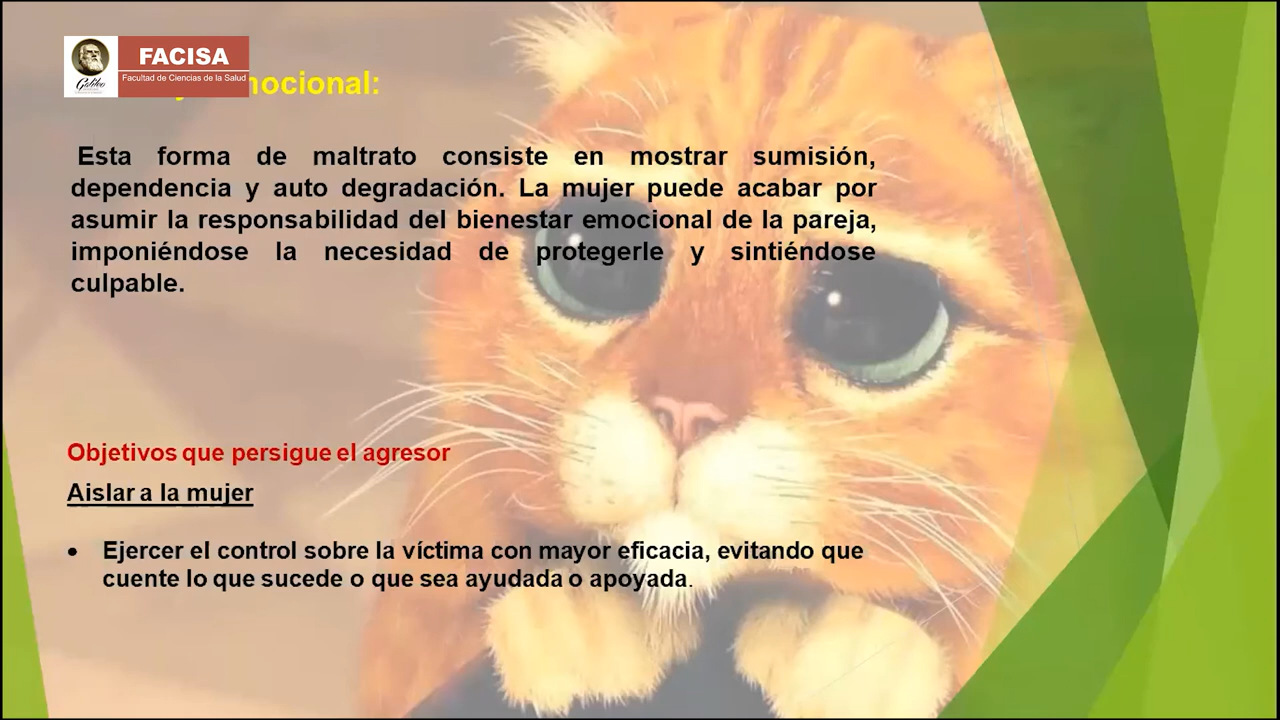 FACISA
Facultad de Ciencias de la Salud
Galileo
emocional:
Esta forma de maltrato consiste en mostrar sumisión,
dependencia y auto degradación. La mujer puede acabar por
asumir la responsabilidad del bienestar emocional de la pareja,
imponiéndose la necesidad de protegerle y sintiéndose
culpable.
Objetivos que persigue el agresor
Aislar a la mujer
• Ejercer el control sobre la víctima con mayor eficacia, evitando que
cuente lo que sucede o que sea ayudada o apoyada.